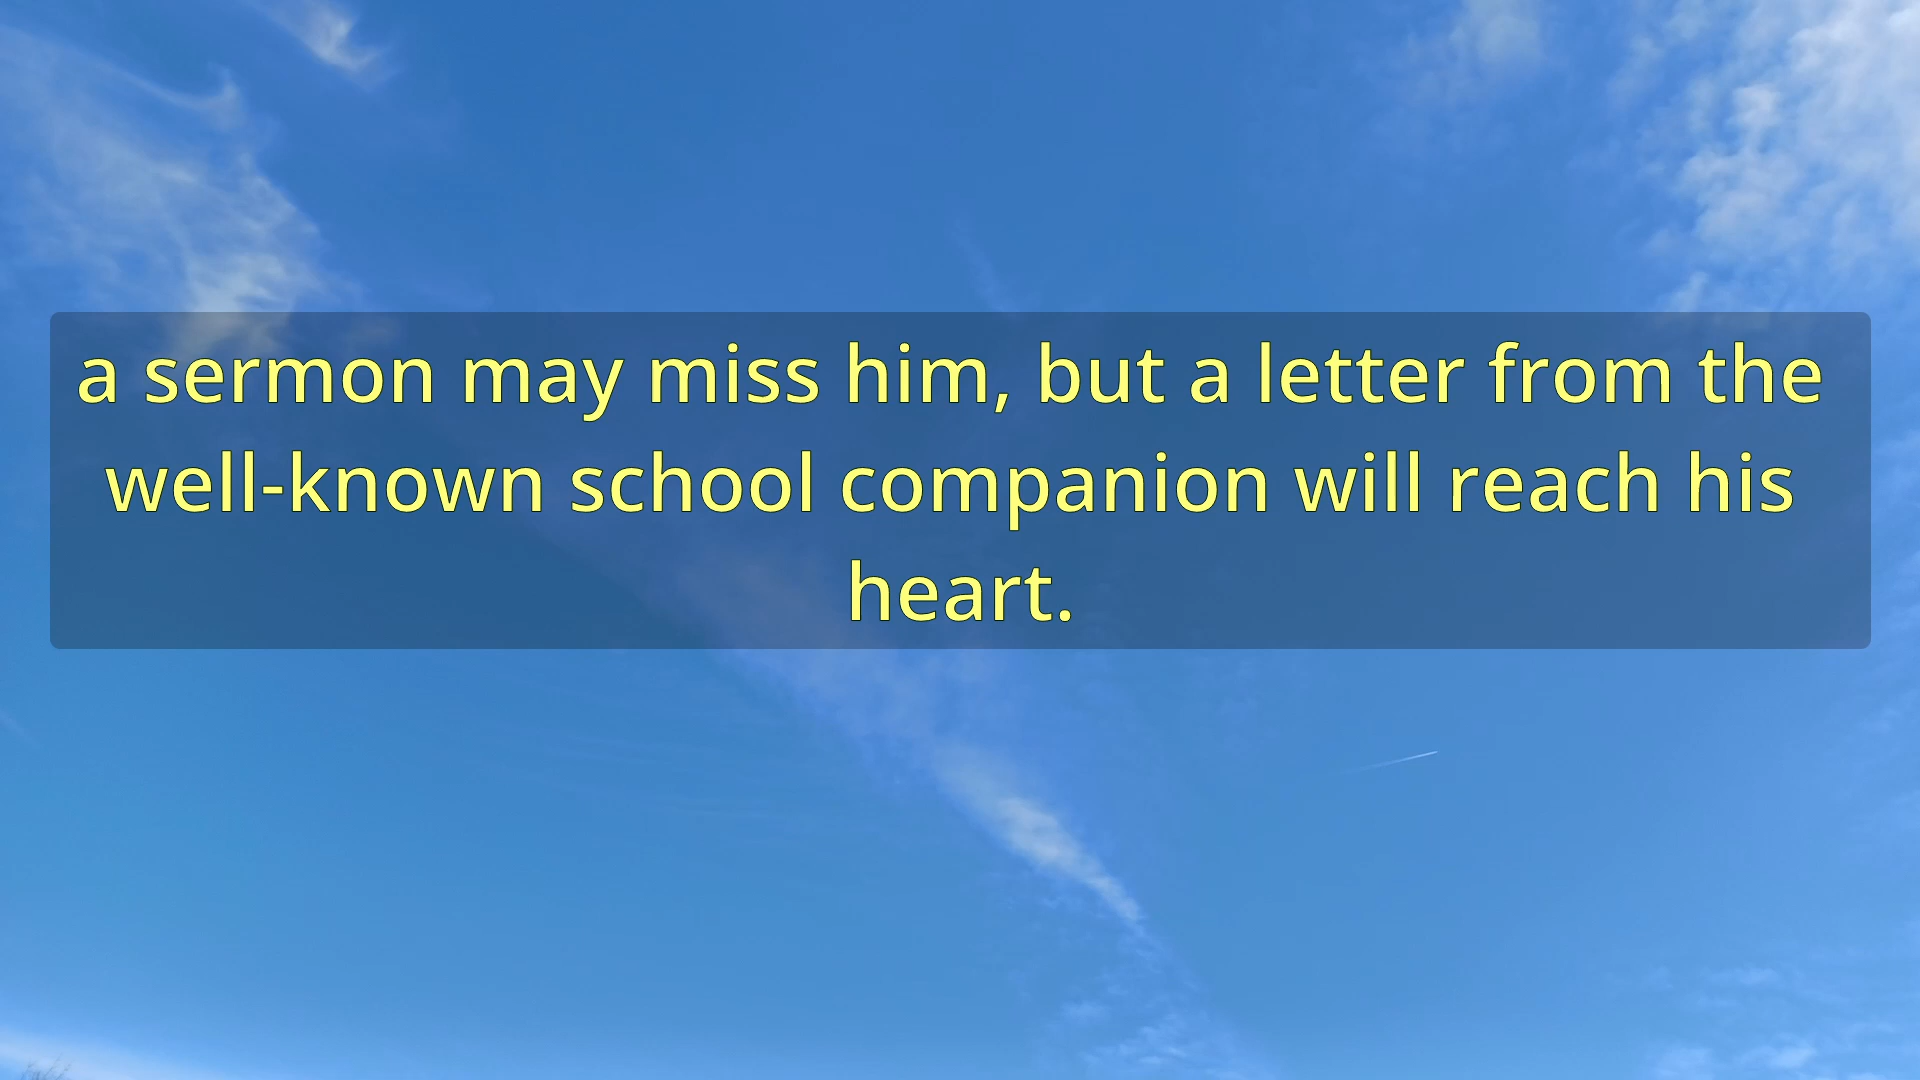 a sermon may miss him, but a letter from the
well-known school companion will reach his
heart.